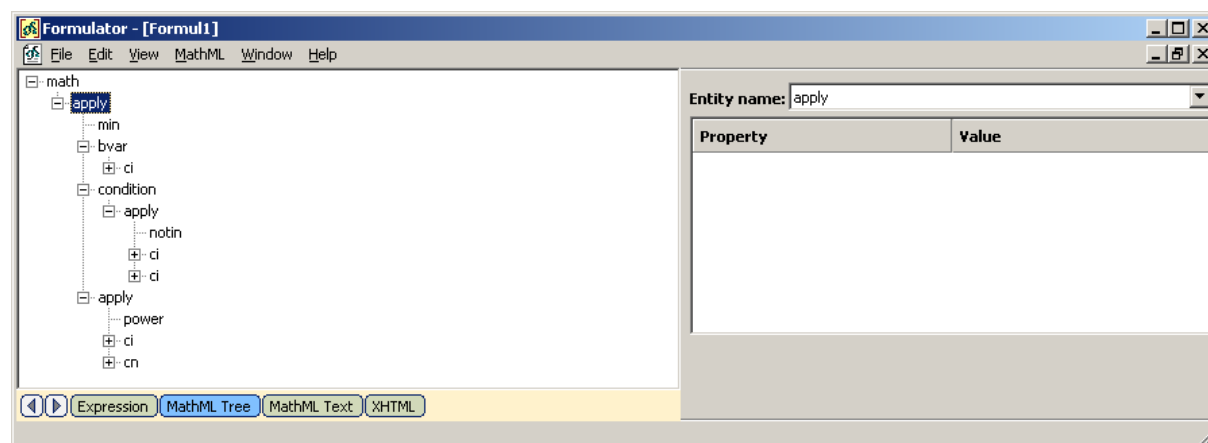 Formulator - [Formul1]
File Edit View MathML Window Help
math
apply
min
bvar
ci
condition
apply
notin
ci
ci
apply
power
ci
cn
Entity name: apply
Property Value
Expression MathML Tree MathML Text XHTML